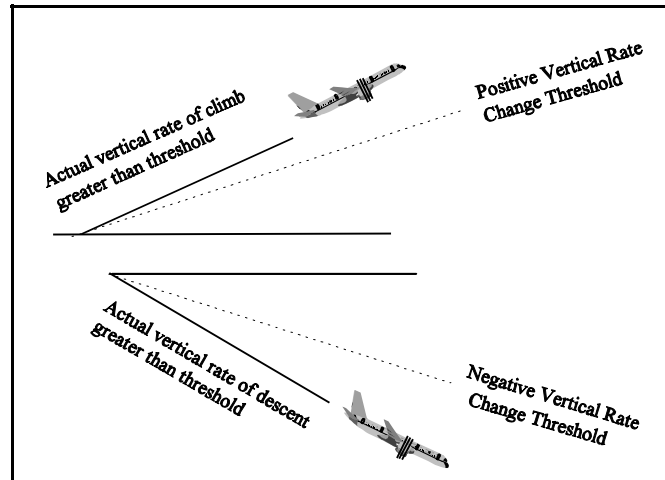 Positive Vertical Rate
Change Threshold
Actual vertical rate of climb
greater than threshold
Actual vertical rate of descent
greater than threshold
Negative Vertical Rate
Change Threshold